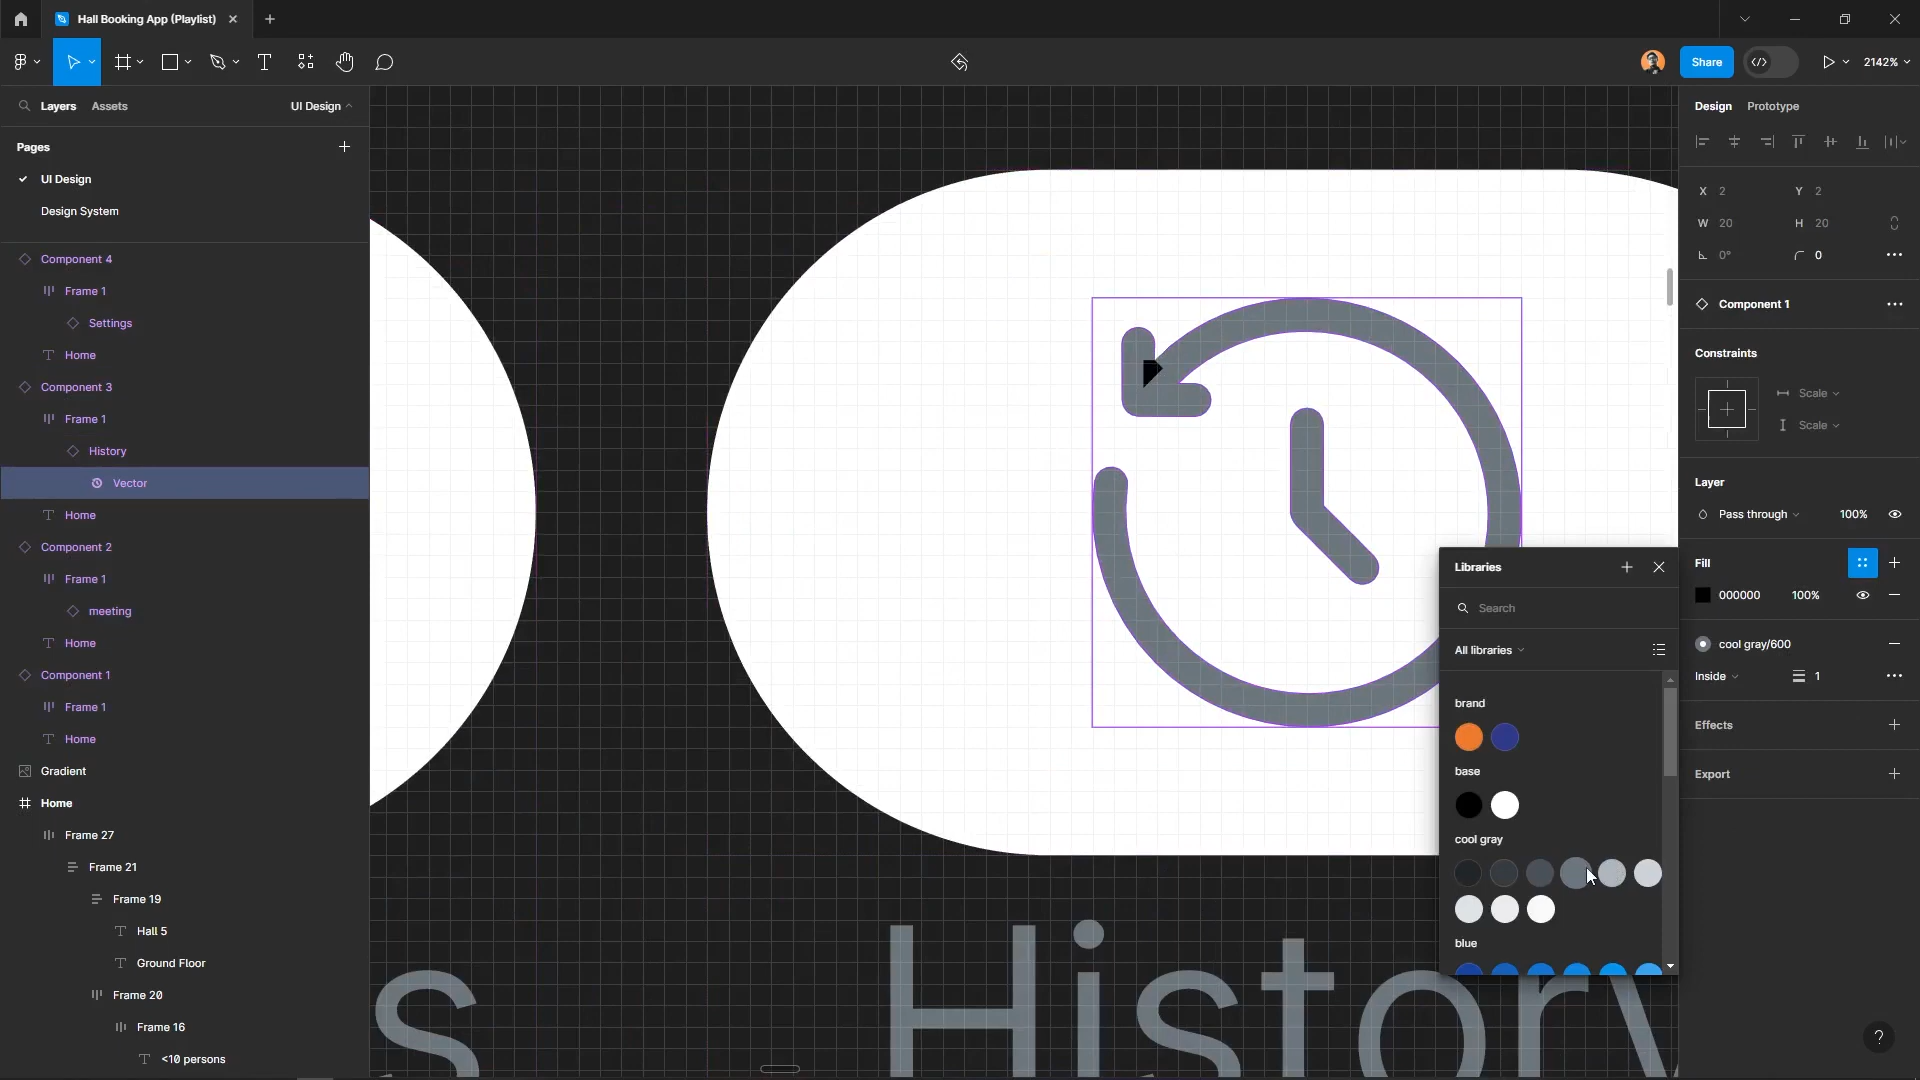 Hall Booking App (Playlist)
Share
2142%
Layers
Assets
UI Design
Pages
UI Design
Design System
Component 4
Frame 1
Settings
Home
Component 3
Frame 1
History
Vector
Home
Component 2
Frame 1
meeting
Home
Component 1
Frame 1
Home
Gradient
Home
Frame 27
Frame 21
Frame 19
Hall 5
Ground Floor
Frame 20
Frame 16
<10 persons
s
History
Libraries
Search
All libraries
brand
base
cool gray
blue
Design
Prototype
X 2
Y 2
W 20
H 20
0°
0
Component 1
Constraints
Scale
Scale
Layer
Pass through
100%
Fill
000000
100%
cool gray/600
Inside
1
Effects
Export
?